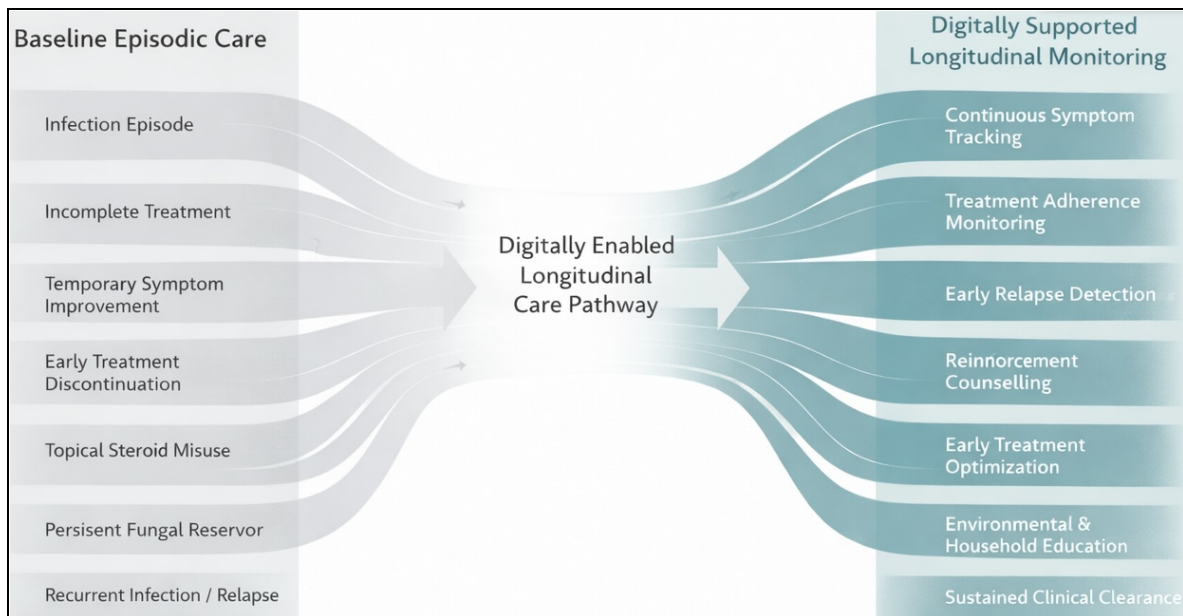 Baseline Episodic Care
Infection Episode
Incomplete Treatment
Temporary Symptom
Improvement
Early Treatment
Discontinuation
Topical Steroid Misuse
Persisent Fungal Reservor
Recurrent Infection / Relapse
Digitally Enabled
Longitudinal
Care Pathway
Digitally Supported
Longitudinal Monitoring
Continuous Symptom
Tracking
Treatment Adherence
Monitoring
Early Relapse Detection
Reinnorcement
Counselling
Early Treatment
Optimization
Environmental &
Household Education
Sustained Clinical Clearance